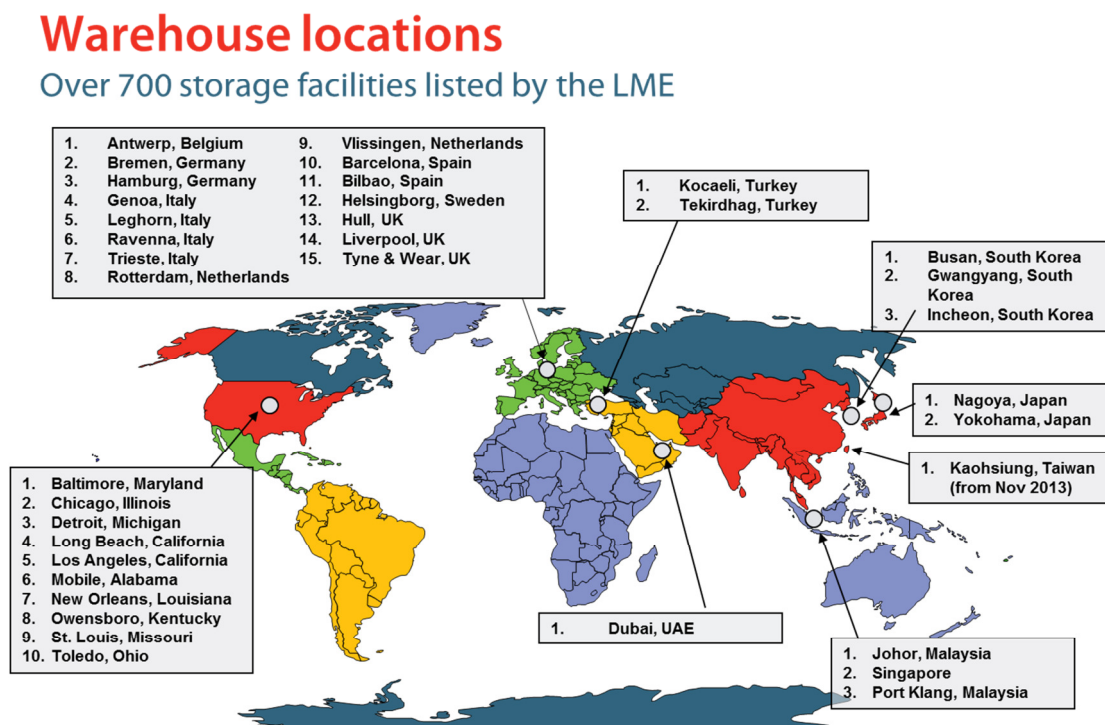 Warehouse locations
Over 700 storage facilities listed by the LME
1. Antwerp, Belgium
2. Bremen, Germany
3. Hamburg, Germany
4. Genoa, Italy
5. Leghorn, Italy
6. Ravenna, Italy
7. Trieste, Italy
8. Rotterdam, Netherlands
9. Vlissingen, Netherlands
10. Barcelona, Spain
11. Bilbao, Spain
12. Helsingborg, Sweden
13. Hull, UK
14. Liverpool, UK
15. Tyne & Wear, UK
1. Kocaeli, Turkey
2. Tekirdhag, Turkey
1. Busan, South Korea
2. Gwangyang, South
Korea
3. Incheon, South Korea
1. Nagoya, Japan
2. Yokohama, Japan
1. Kaohsiung, Taiwan
(from Nov 2013)
1. Baltimore, Maryland
2. Chicago, Illinois
3. Detroit, Michigan
4. Long Beach, California
5. Los Angeles, California
6. Mobile, Alabama
7. New Orleans, Louisiana
8. Owensboro, Kentucky
9. St. Louis, Missouri
10. Toledo, Ohio
1. Dubai, UAE
1. Johor, Malaysia
2. Singapore
3. Port Klang, Malaysia